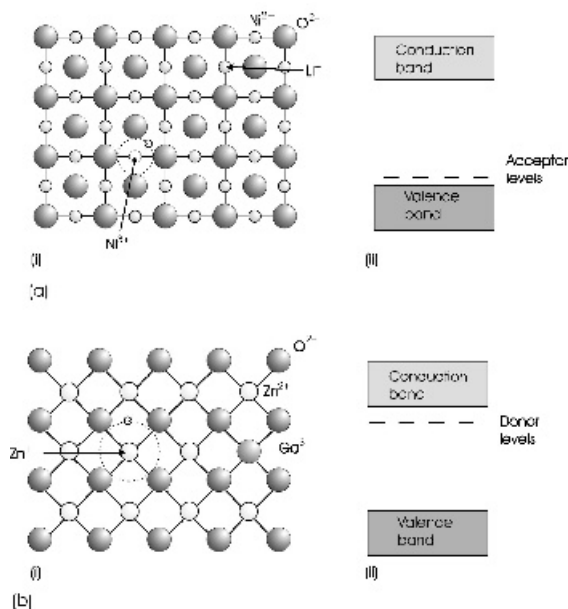 Ni²⁺ O²⁻
Li⁺
Ni³⁺
(i)
(a)
Conduction
band
Acceptor
levels
Valence
band
(ii)
O²⁻
Zn²⁺
Ga³
Zn
(i)
(b)
Conduction
band
Donor
levels
Valence
band
(ii)